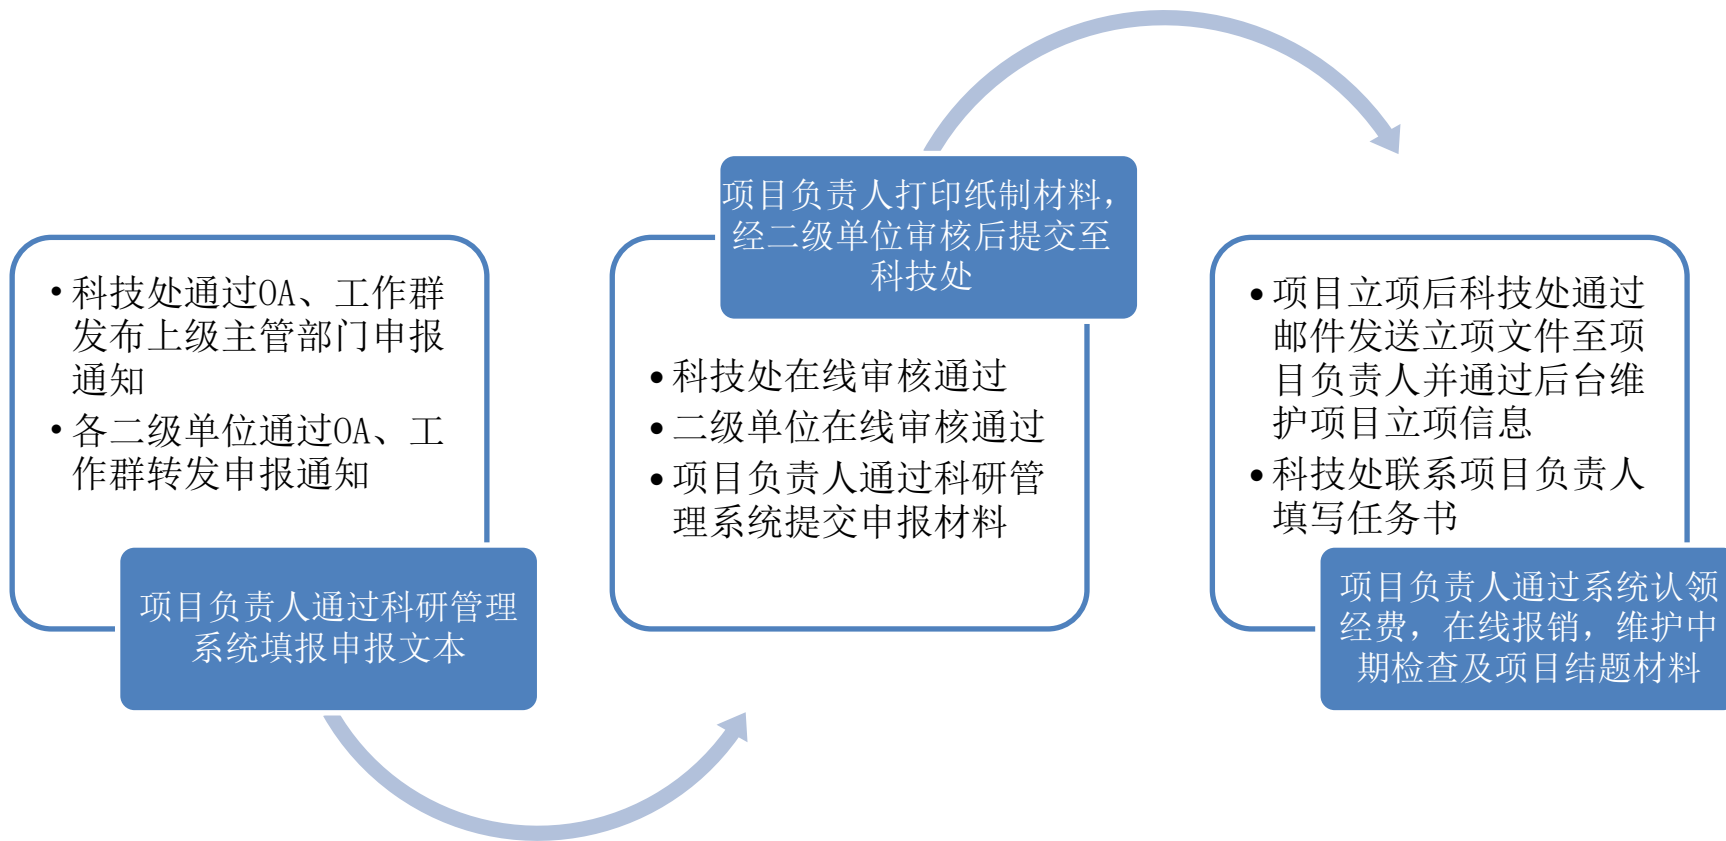 •科技处通过OA、工作群
发布上级主管部门申报
通知
•各二级单位通过OA、工
作群转发申报通知
项目负责人通过科研管理
系统填报申报文本
项目负责人打印纸制材料，
经二级单位审核后提交至
科技处
•科技处在线审核通过
•二级单位在线审核通过
•项目负责人通过科研管
理系统提交申报材料
•项目立项后科技处通过
邮件发送立项文件至项
目负责人并通过后台维
护项目立项信息
•科技处联系项目负责人
填写任务书
项目负责人通过系统认领
经费，在线报销，维护中
期检查及项目结题材料